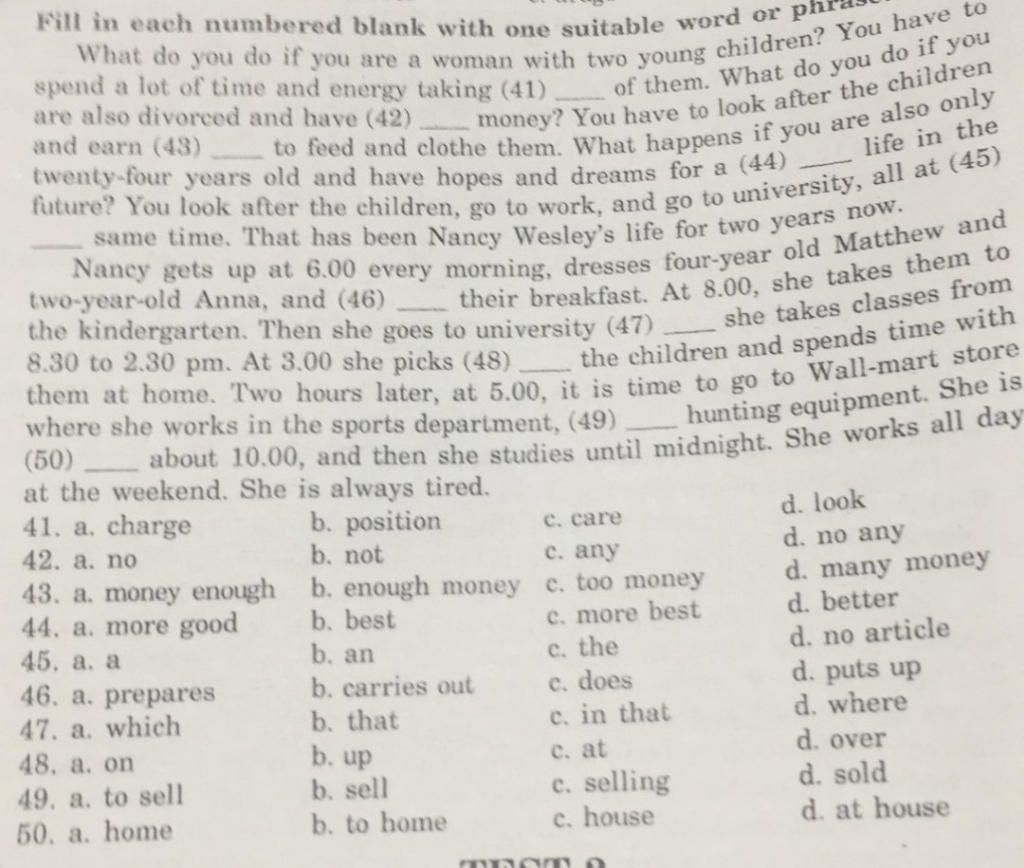 Fill in each numbered blank with one suitable word or phrase.
What do you do if you are a woman with two young children? You have to
spend a lot of time and energy taking (41) ____ of them. What do you do if you
are also divorced and have (42) ____ money? You have to look after the children
and earn (43) ____ to feed and clothe them. What happens if you are also only
twenty-four years old and have hopes and dreams for a (44) ____ life in the
future? You look after the children, go to work, and go to university, all at (45)
____ same time. That has been Nancy Wesley's life for two years now.
Nancy gets up at 6.00 every morning, dresses four-year old Matthew and
two-year-old Anna, and (46) ____ their breakfast. At 8.00, she takes them to
the kindergarten. Then she goes to university (47) ____ she takes classes from
8.30 to 2.30 pm. At 3.00 she picks (48) ____ the children and spends time with
them at home. Two hours later, at 5.00, it is time to go to Wall-mart store
where she works in the sports department, (49) ____ hunting equipment. She is
(50) ____ about 10.00, and then she studies until midnight. She works all day
at the weekend. She is always tired.
41. a. charge b. position c. care d. look
42. a. no b. not c. any d. no any
43. a. money enough b. enough money c. too money d. many money
44. a. more good b. best c. more best d. better
45. a. a b. an c. the d. no article
46. a. prepares b. carries out c. does d. puts up
47. a. which b. that c. in that d. where
48. a. on b. up c. at d. over
49. a. to sell b. sell c. selling d. sold
50. a. home b. to home c. house d. at house